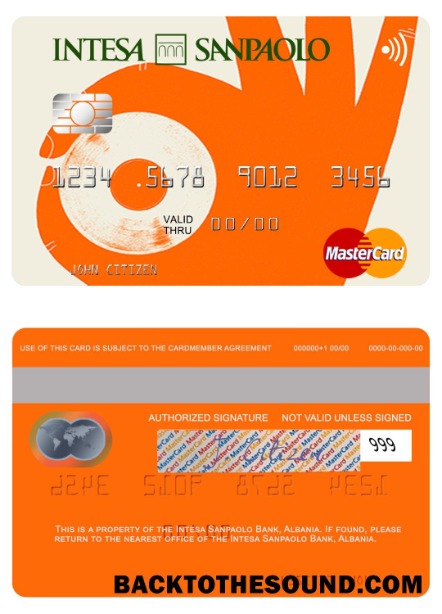 INTESA SANPAOLO
1234 5678 9012 3456
VALID THRU 00/00
JOHN CITIZEN
MasterCard
USE OF THIS CARD IS SUBJECT TO THE CARDMEMBER AGREEMENT 000000+1 00/00 0000-00-000-00
AUTHORIZED SIGNATURE NOT VALID UNLESS SIGNED
MasterCard
J. Citizen
999
THIS IS A PROPERTY OF THE INTESA SANPAOLO BANK, ALBANIA. IF FOUND, PLEASE
RETURN TO THE NEAREST OFFICE OF THE INTESA SANPAOLO BANK, ALBANIA.
BACKTOTHESOUND.COM